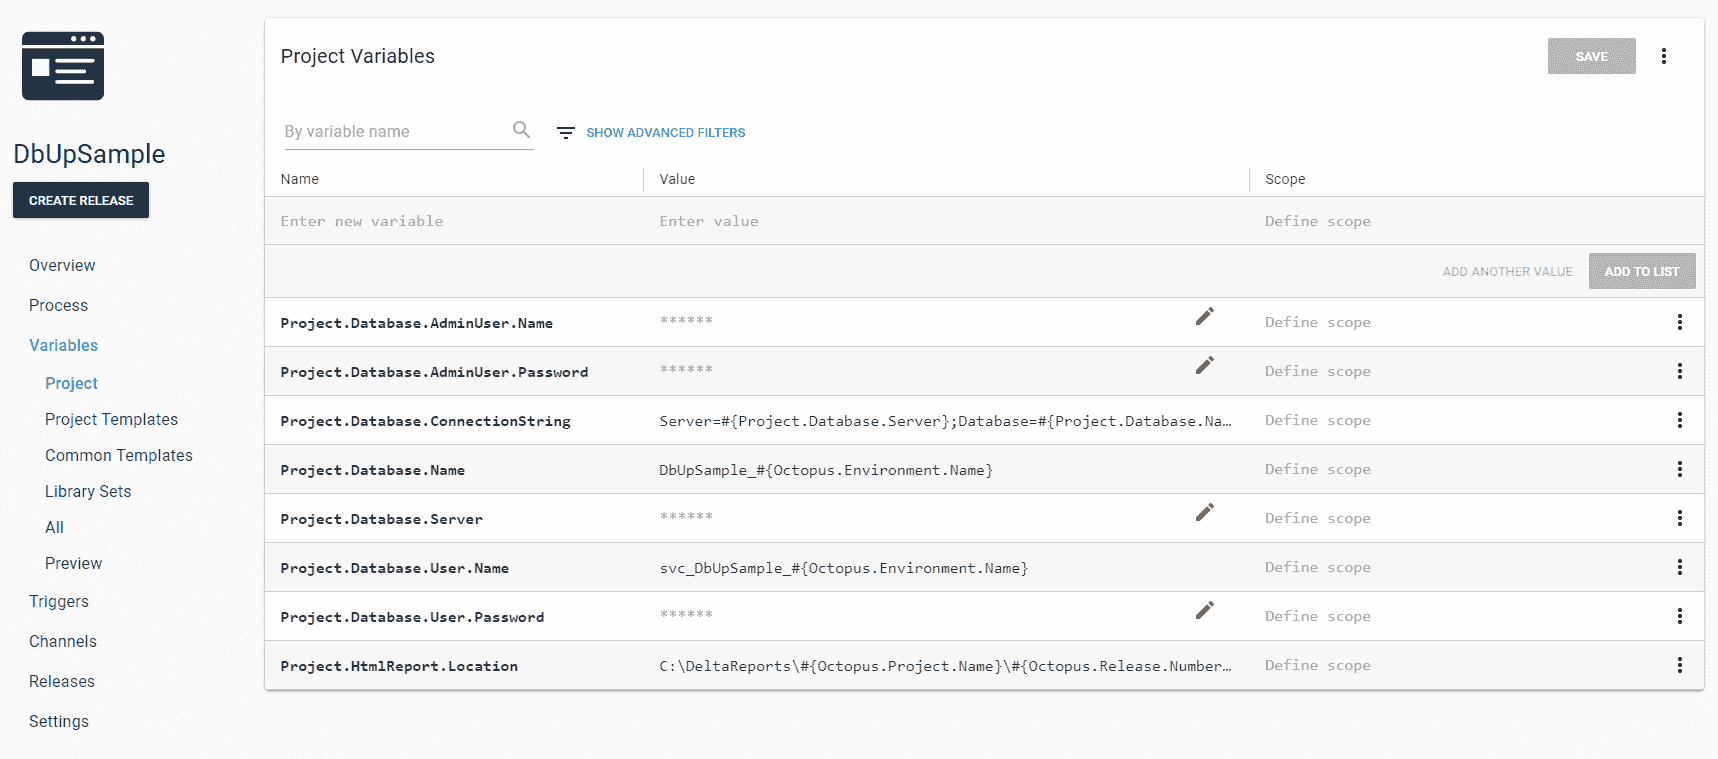 DbUpSample
CREATE RELEASE
Overview
Process
Variables
Project
Project Templates
Common Templates
Library Sets
All
Preview
Triggers
Channels
Releases
Settings
Project Variables
SAVE
By variable name
SHOW ADVANCED FILTERS
Name Value Scope
Enter new variable Enter value Define scope
ADD ANOTHER VALUE ADD TO LIST
Project.Database.AdminUser.Name ****** Define scope
Project.Database.AdminUser.Password ****** Define scope
Project.Database.ConnectionString Server=#{Project.Database.Server};Database=#{Project.Database.Na… Define scope
Project.Database.Name DbUpSample_#{Octopus.Environment.Name} Define scope
Project.Database.Server ****** Define scope
Project.Database.User.Name svc_DbUpSample_#{Octopus.Environment.Name} Define scope
Project.Database.User.Password ****** Define scope
Project.HtmlReport.Location C:\DeltaReports\#{Octopus.Project.Name}\#{Octopus.Release.Number… Define scope